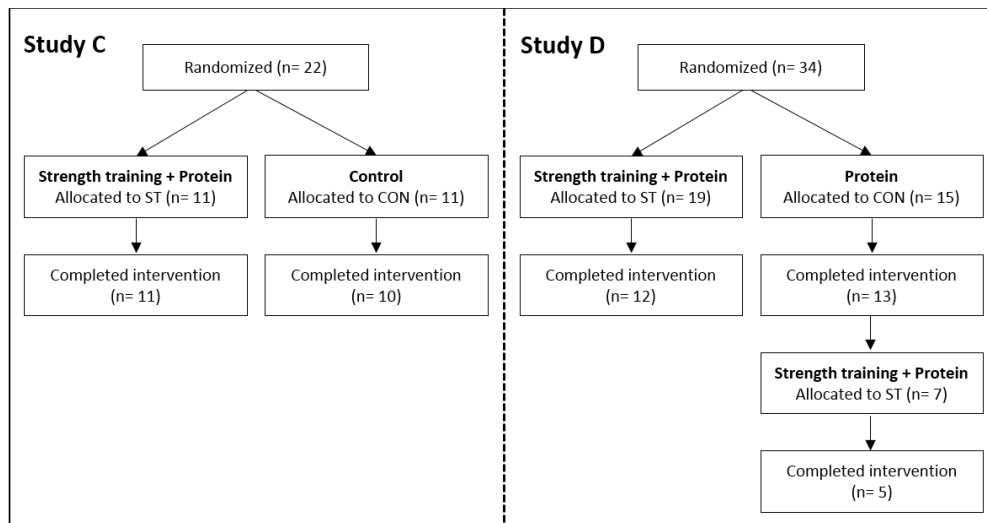 Study C
Randomized (n= 22)
Strength training + Protein
Allocated to ST (n= 11)
Control
Allocated to CON (n= 11)
Completed intervention
(n= 11)
Completed intervention
(n= 10)
Study D
Randomized (n= 34)
Strength training + Protein
Allocated to ST (n= 19)
Protein
Allocated to CON (n= 15)
Completed intervention
(n= 12)
Completed intervention
(n= 13)
Strength training + Protein
Allocated to ST (n= 7)
Completed intervention
(n= 5)